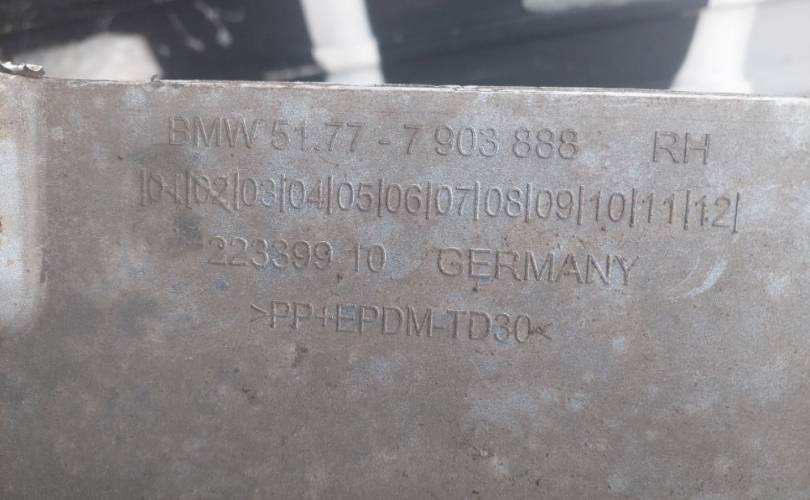 BMW 51.77 - 7 903 888 RH
|01|02|03|04|05|06|07|08|09|10|11|12|
223399 10 GERMANY
>PP+EPDM-TD30<